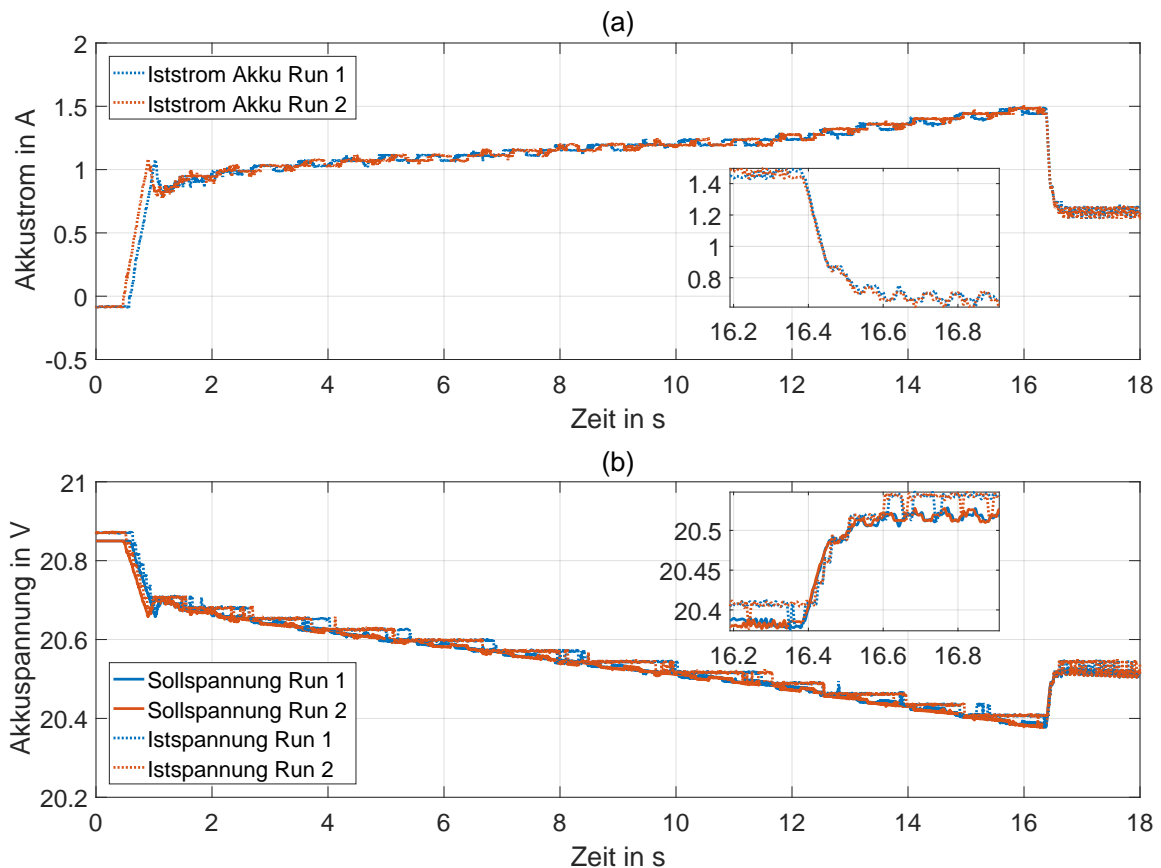 (a)
2
1.5
1
0.5
0
-0.5
Akkustrom in A
Iststrom Akku Run 1
Iststrom Akku Run 2
1.4
1.2
1
0.8
16.2 16.4 16.6 16.8
0 2 4 6 8 10 12 14 16 18
Zeit in s
(b)
21
20.8
20.6
20.4
20.2
Akkuspannung in V
20.5
20.45
20.4
16.2 16.4 16.6 16.8
Sollspannung Run 1
Sollspannung Run 2
Istspannung Run 1
Istspannung Run 2
0 2 4 6 8 10 12 14 16 18
Zeit in s